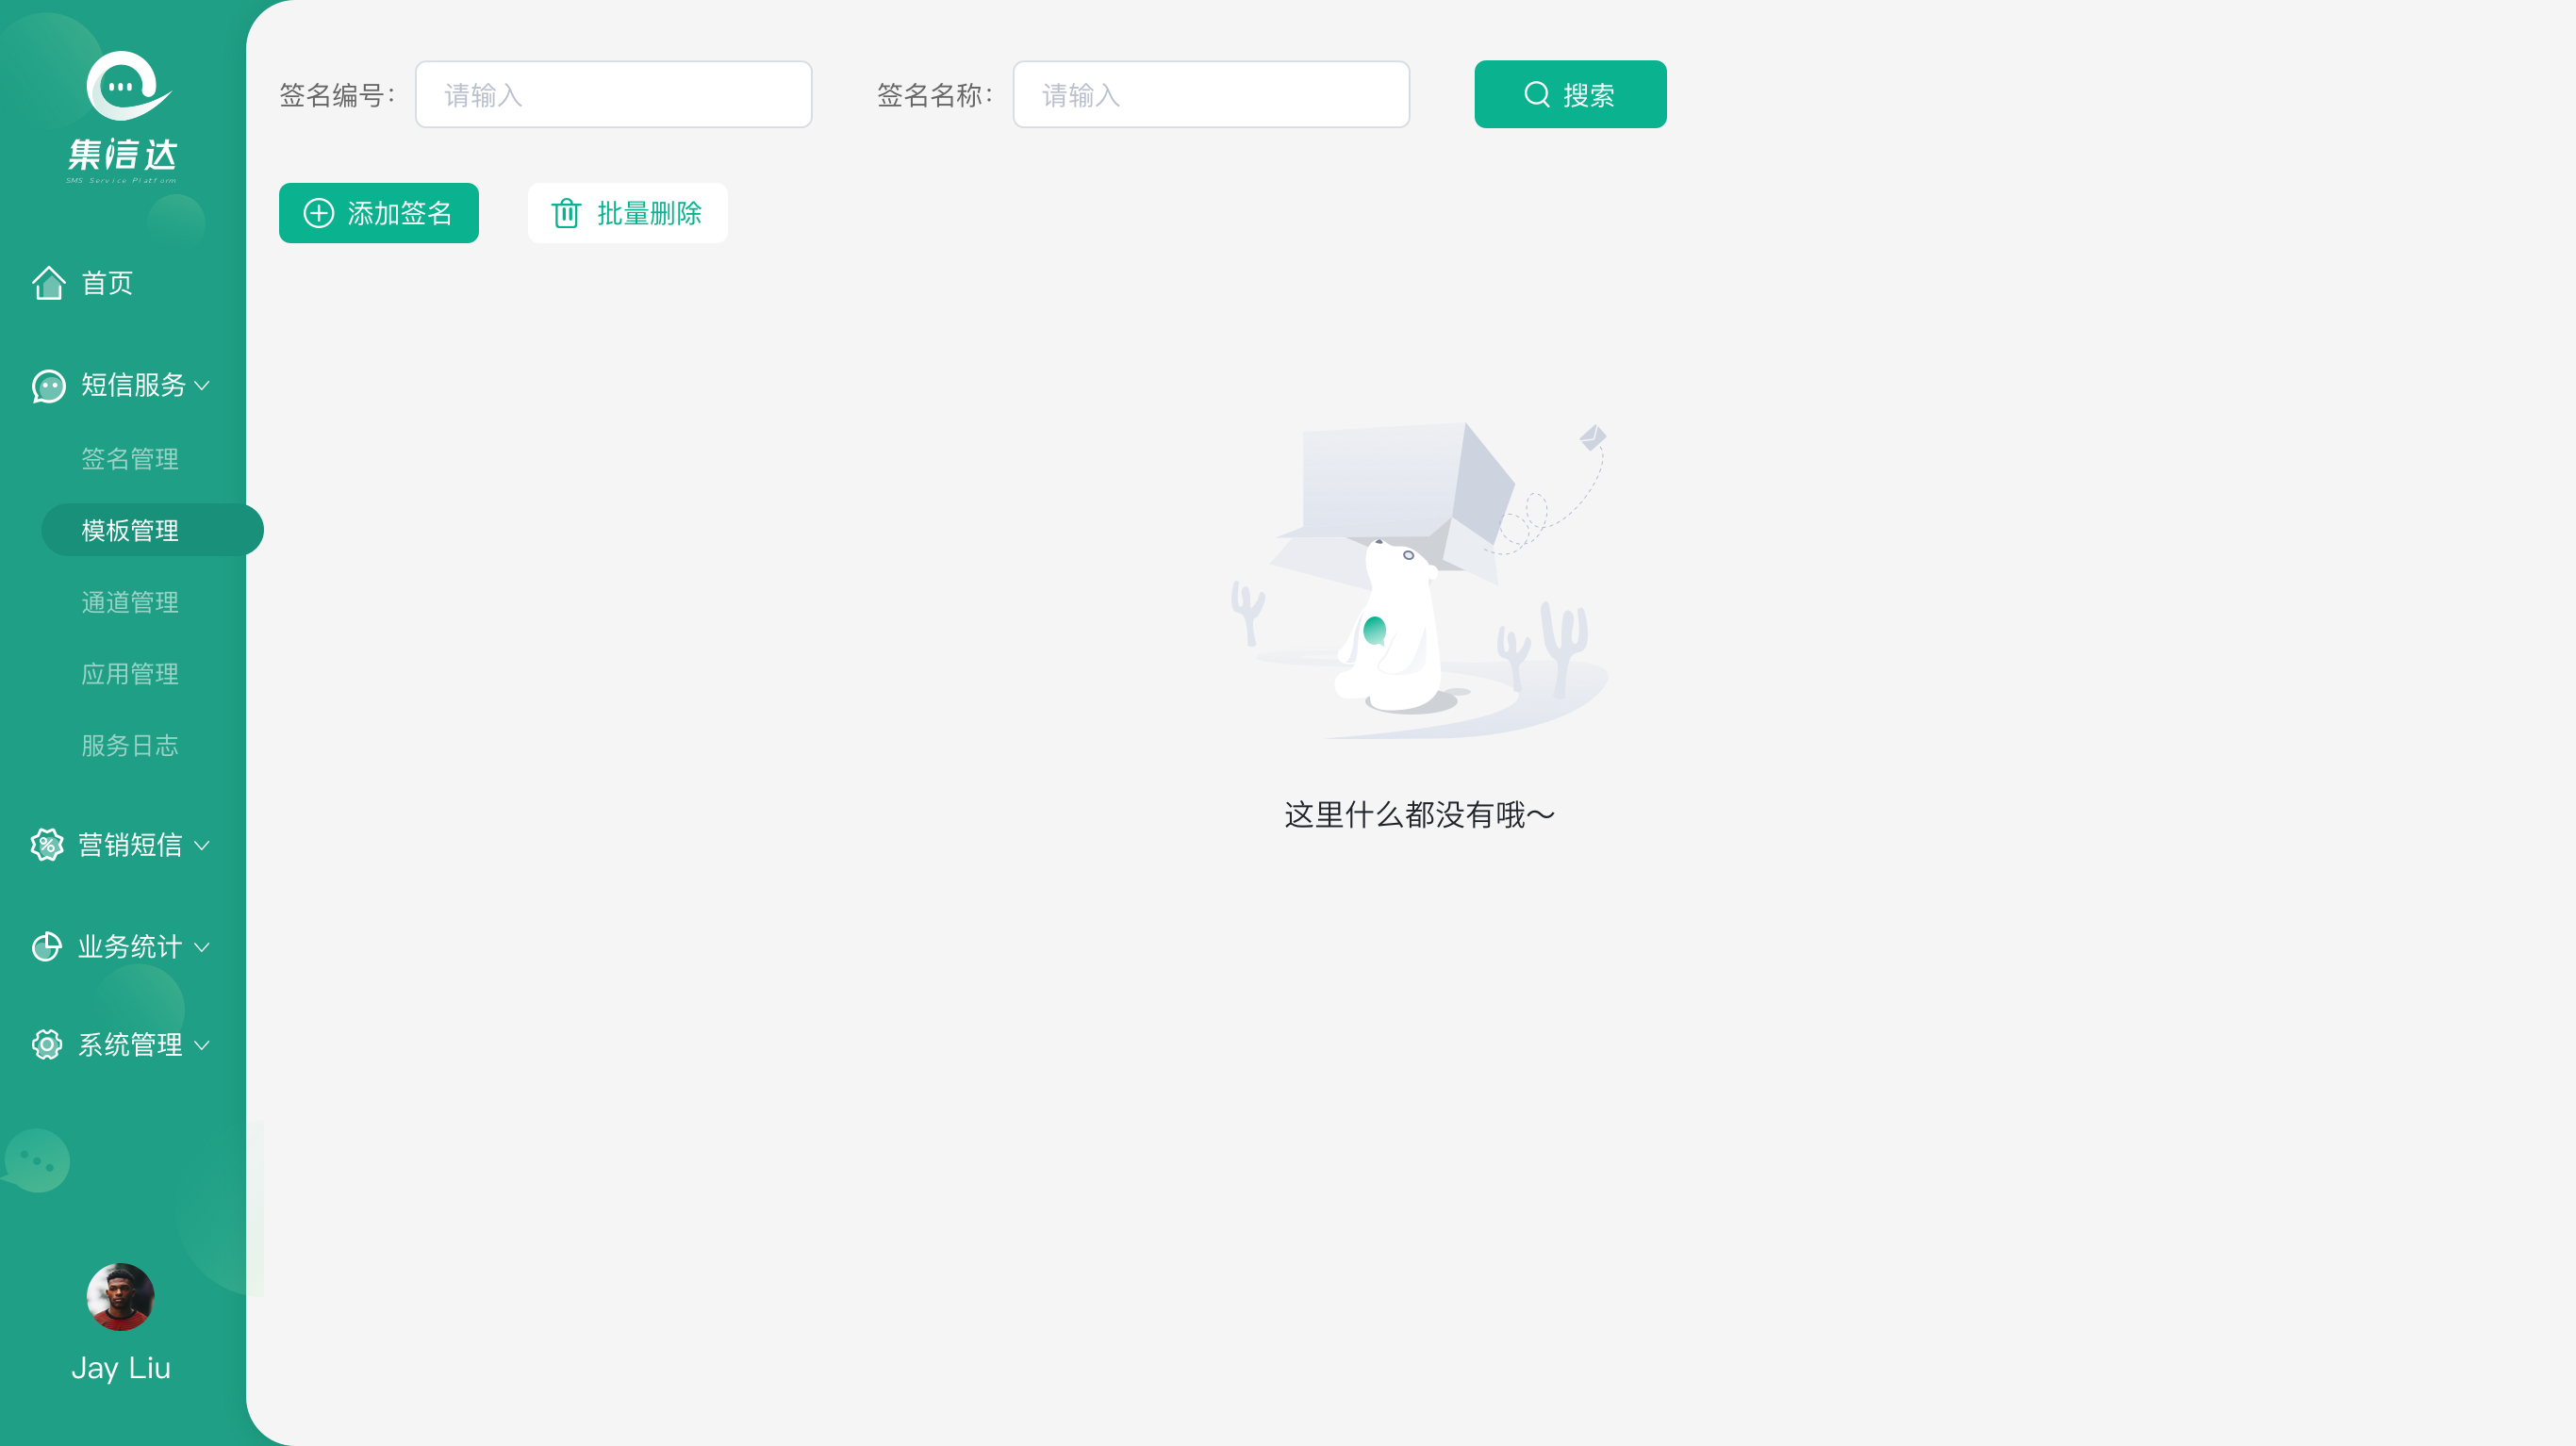 集信达
SMS Service Platform
首页
短信服务
签名管理
模板管理
通道管理
应用管理
服务日志
营销短信
业务统计
系统管理
Jay Liu
签名编号： 请输入 签名名称： 请输入 搜索
添加签名 批量删除
这里什么都没有哦～